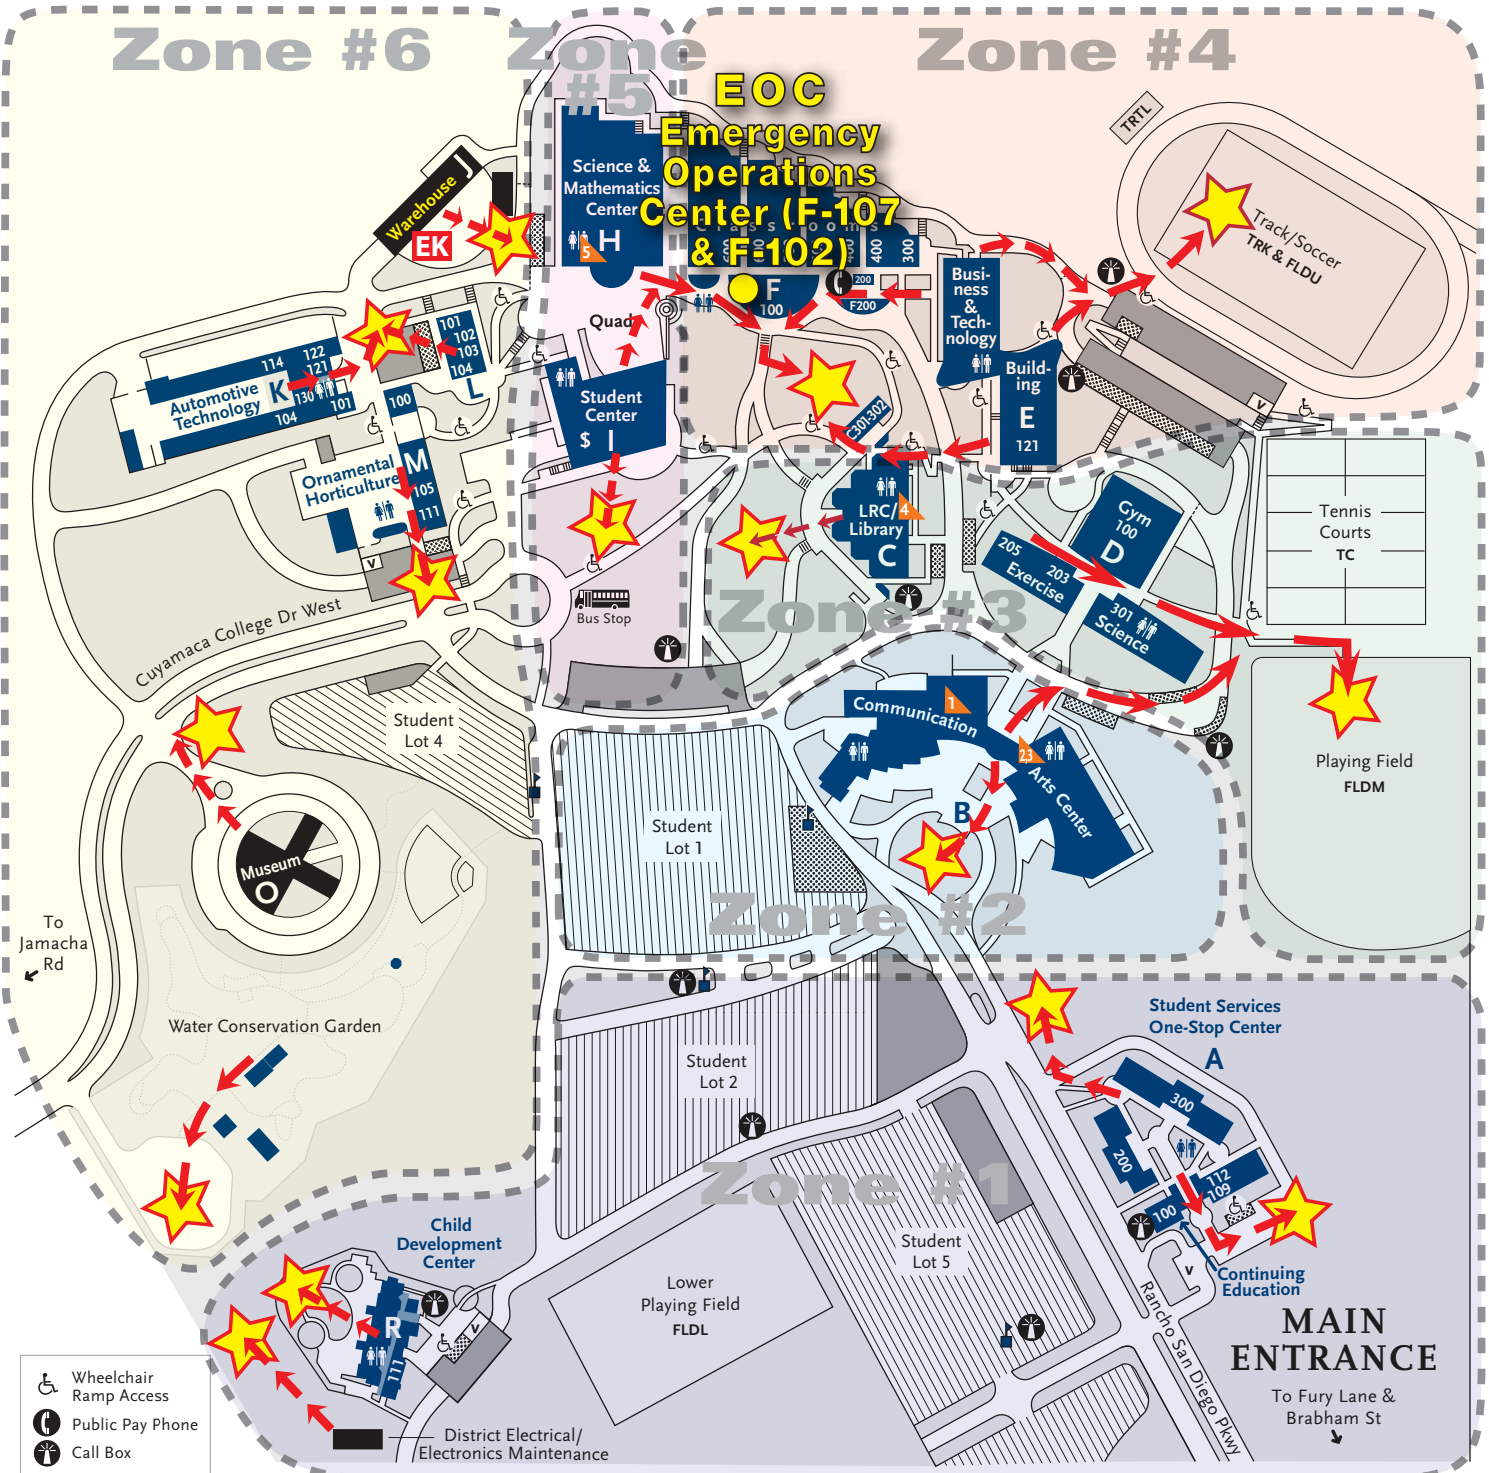 Zone #6
Zone
#5
Zone #4
EOC
Emergency
Operations
Center (F-107
& F-102)
TRTL
Science &
Mathematics
Center
H
5
Warehouse J
EK
400
300
Track/Soccer
TRK & FLDU
Busi-
ness
&
Tech-
nology
F
100
200
F200
Quad
101
102
103
104
L
114
122
121
K
130
101
104
Automotive
Technology
100
M
105
111
Ornamental
Horticulture
V
Student
Center
$ I
C301-302
Build-
ing
E
121
V
LRC/
Library
4
C
Gym
100
D
205
203
Exercise
301
Science
Tennis
Courts
TC
Bus Stop
Zone #3
Cuyamaca College Dr West
Student
Lot 4
Communication
1
2,3
Arts Center
B
Playing Field
FLDM
Student
Lot 1
Zone #2
Museum
O
To
Jamacha
Rd
Water Conservation Garden
Student
Lot 2
Student Services
One-Stop Center
A
300
200
112
109
100
V
Continuing
Education
Zone #1
Student
Lot 5
Child
Development
Center
R
111
V
Lower
Playing Field
FLDL
Rancho San Diego Pkwy
MAIN
ENTRANCE
To Fury Lane &
Brabham St
District Electrical/
Electronics Maintenance
Wheelchair
Ramp Access
Public Pay Phone
Call Box